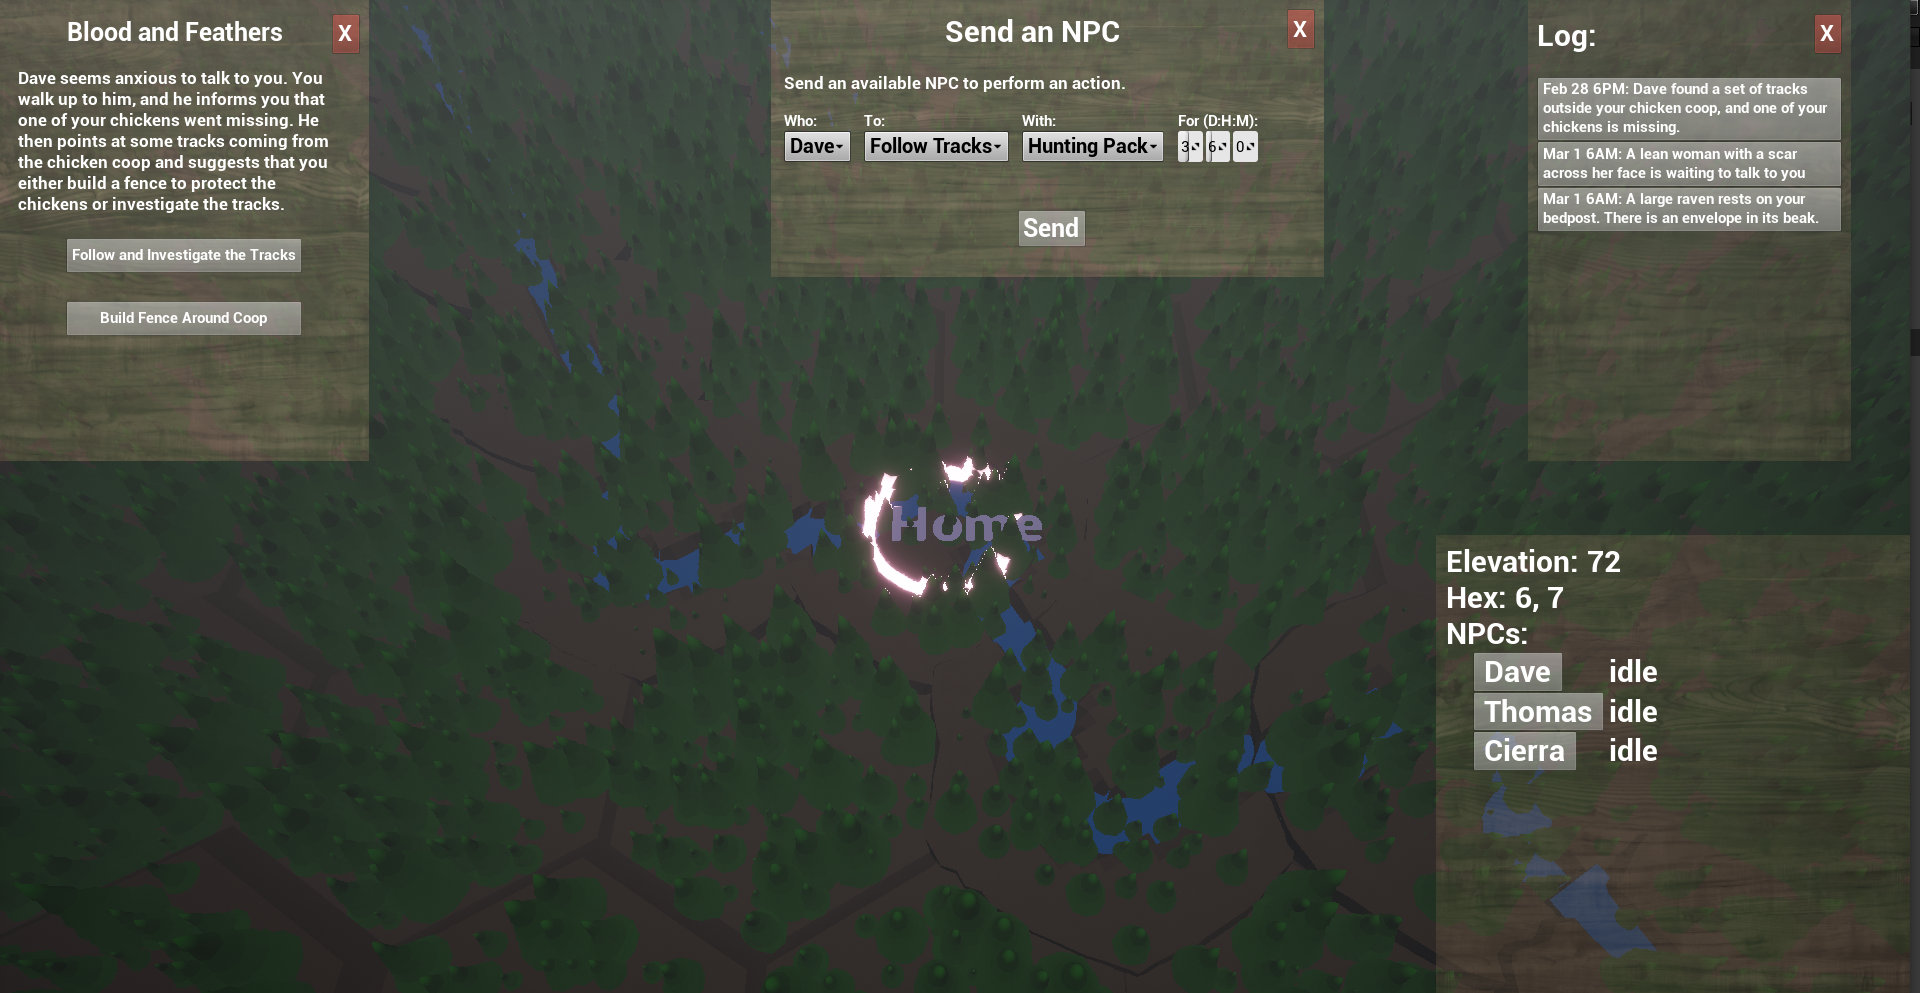 Blood and Feathers
X
Dave seems anxious to talk to you. You
walk up to him, and he informs you that
one of your chickens went missing. He
then points at some tracks coming from
the chicken coop and suggests that you
either build a fence to protect the
chickens or investigate the tracks.
Follow and Investigate the Tracks
Build Fence Around Coop
Send an NPC
X
Send an available NPC to perform an action.
Who: To: With: For (D:H:M):
Dave Follow Tracks Hunting Pack 3 6 0
Send
Log:
X
Feb 28 6PM: Dave found a set of tracks
outside your chicken coop, and one of your
chickens is missing.
Mar 1 6AM: A lean woman with a scar
across her face is waiting to talk to you
Mar 1 6AM: A large raven rests on your
bedpost. There is an envelope in its beak.
Home
Elevation: 72
Hex: 6, 7
NPCs:
Dave idle
Thomas idle
Cierra idle